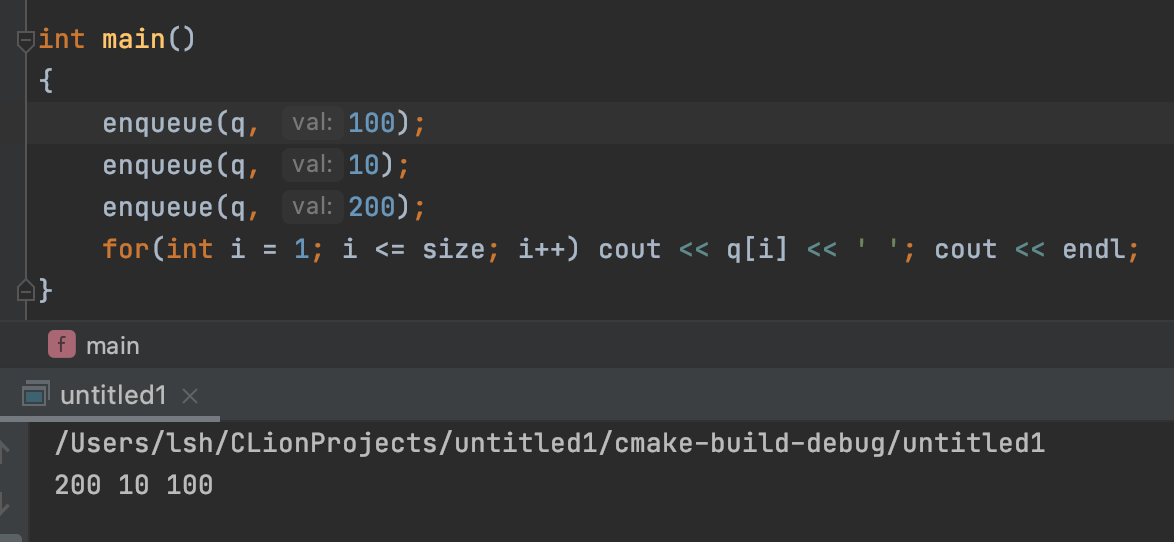 int main()
{
enqueue(q, val: 100);
enqueue(q, val: 10);
enqueue(q, val: 200);
for(int i = 1; i <= size; i++) cout << q[i] << ' '; cout << endl;
}
f main
untitled1 ×
/Users/lsh/CLionProjects/untitled1/cmake-build-debug/untitled1
200 10 100